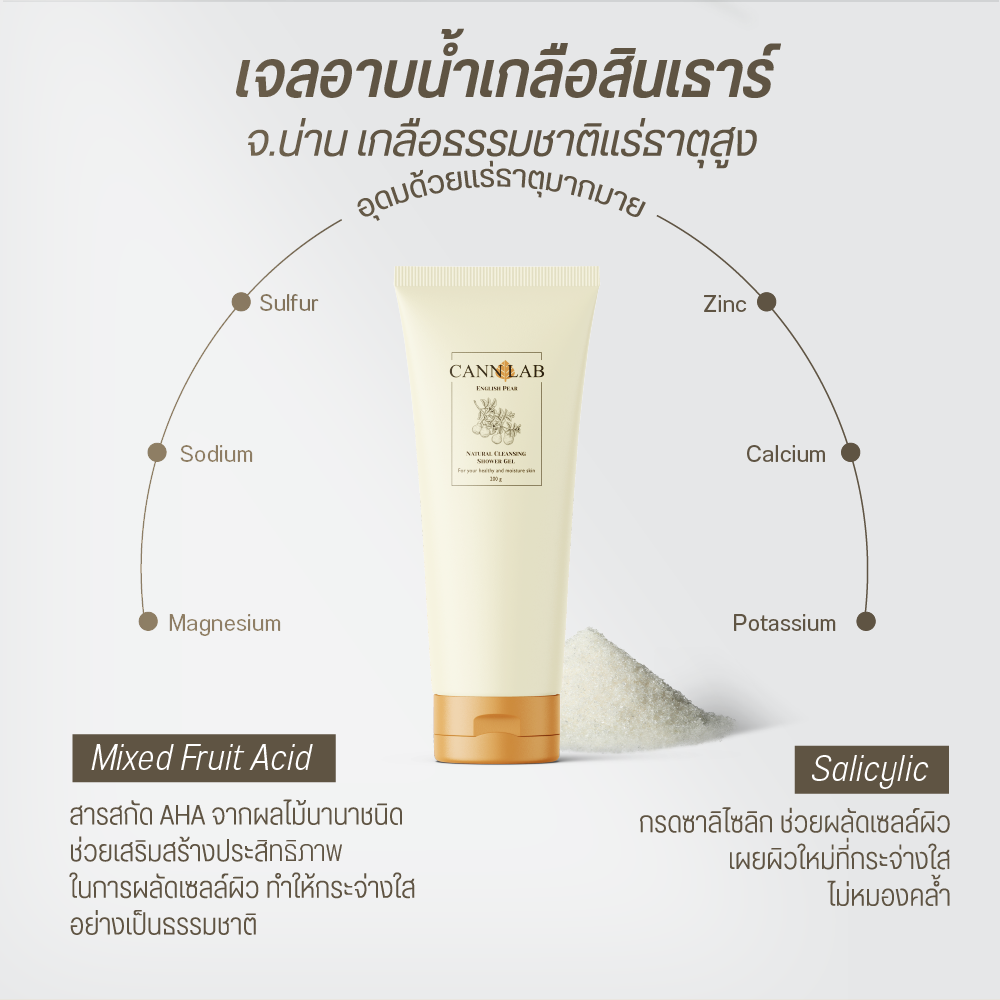 เจลอาบน้ำเกลือสินเธาร์
จ.น่าน เกลือธรรมชาติแร่ธาตุสูง
อุดมด้วยแร่ธาตุมากมาย
Sulfur
Zinc
Sodium
Calcium
Magnesium
Potassium
CANN LAB
ENGLISH PEAR
NATURAL CLEANSING
SHOWER GEL
For your healthy and moisture skin
200 g
Mixed Fruit Acid
สารสกัด AHA จากผลไม้นานาชนิด
ช่วยเสริมสร้างประสิทธิภาพ
ในการผลัดเซลล์ผิว ทำให้กระจ่างใส
อย่างเป็นธรรมชาติ
Salicylic
กรดซาลิไซลิก ช่วยผลัดเซลล์ผิว
เผยผิวใหม่ที่กระจ่างใส
ไม่หมองคล้ำ